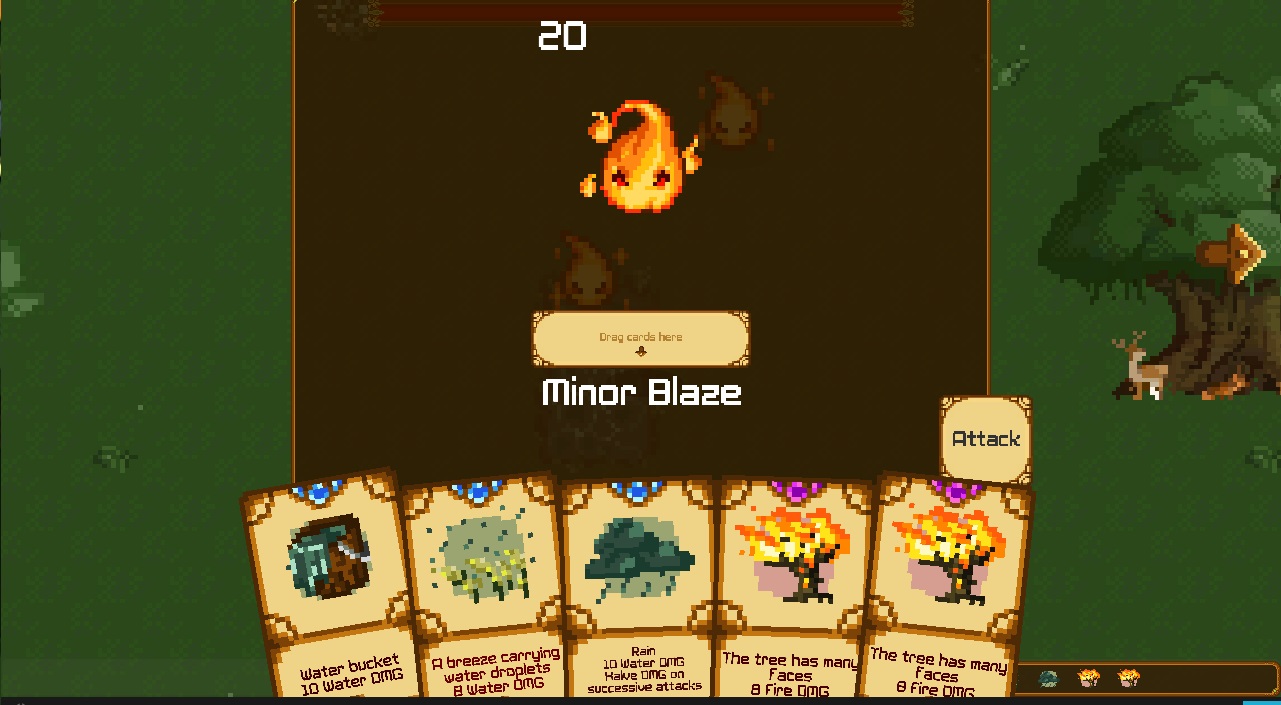 20
Drag cards here
Minor Blaze
Attack
Water bucket
10 Water DMG
A breeze carrying
water droplets
8 Water DMG
Rain
10 Water DMG
Halve DMG on
successive attacks
The tree has many
faces
8 Fire DMG
The tree has many
faces
8 Fire DMG